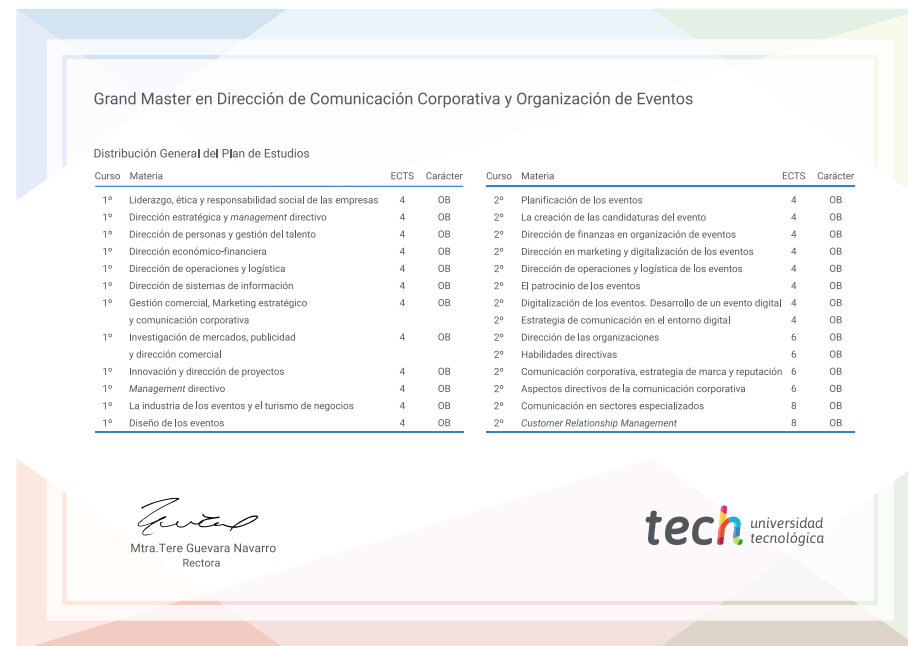 Grand Master en Dirección de Comunicación Corporativa y Organización de Eventos
Distribución General del Plan de Estudios
Curso Materia ECTS Carácter
1º Liderazgo, ética y responsabilidad social de las empresas 4 OB
1º Dirección estratégica y management directivo 4 OB
1º Dirección de personas y gestión del talento 4 OB
1º Dirección económico-financiera 4 OB
1º Dirección de operaciones y logística 4 OB
1º Dirección de sistemas de información 4 OB
1º Gestión comercial, Marketing estratégico 4 OB
y comunicación corporativa
1º Investigación de mercados, publicidad 4 OB
y dirección comercial
1º Innovación y dirección de proyectos 4 OB
1º Management directivo 4 OB
1º La industria de los eventos y el turismo de negocios 4 OB
1º Diseño de los eventos 4 OB
Curso Materia ECTS Carácter
2º Planificación de los eventos 4 OB
2º La creación de las candidaturas del evento 4 OB
2º Dirección de finanzas en organización de eventos 4 OB
2º Dirección en marketing y digitalización de los eventos 4 OB
2º Dirección de operaciones y logística de los eventos 4 OB
2º El patrocinio de los eventos 4 OB
2º Digitalización de los eventos. Desarrollo de un evento digital 4 OB
2º Estrategia de comunicación en el entorno digital 4 OB
2º Dirección de las organizaciones 6 OB
2º Habilidades directivas 6 OB
2º Comunicación corporativa, estrategia de marca y reputación 6 OB
2º Aspectos directivos de la comunicación corporativa 6 OB
2º Comunicación en sectores especializados 8 OB
2º Customer Relationship Management 8 OB
Mtra.Tere Guevara Navarro
Rectora
tech universidad
tecnológica